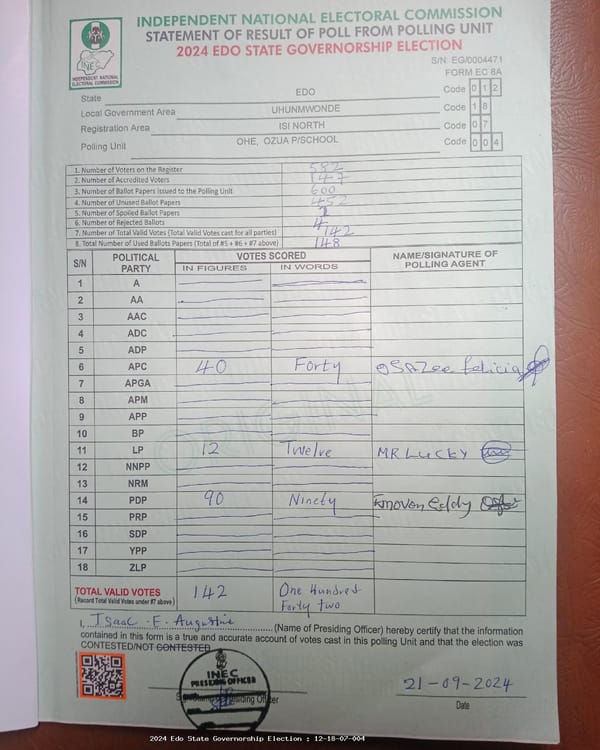 INDEPENDENT NATIONAL ELECTORAL COMMISSION
STATEMENT OF RESULT OF POLL FROM POLLING UNIT
2024 EDO STATE GOVERNORSHIP ELECTION
INEC
INDEPENDENT NATIONAL ELECTORAL COMMISSION
S/N EG/0004471
FORM EC 8A
State EDO Code 0 1 2
Local Government Area UHUNMWONDE Code 1 8
Registration Area ISI NORTH Code 0 7
Polling Unit OHE, OZUA P/SCHOOL Code 0 0 4
1. Number of Voters on the Register 582
2. Number of Accredited Voters 147
3. Number of Ballot Papers Issued to the Polling Unit 600
4. Number of Unused Ballot Papers 452
5. Number of Spoiled Ballot Papers 2
6. Number of Rejected Ballots 4
7. Number of Total Valid Votes (Total Valid Votes cast for all parties) 142
8. Total Number of Used Ballots Papers (Total of #5 + #6 + #7 above) 148
S/N POLITICAL PARTY VOTES SCORED NAME/SIGNATURE OF POLLING AGENT
IN FIGURES IN WORDS
1 A
2 AA
3 AAC
4 ADC
5 ADP
6 APC 40 Forty OSAZee felicia
7 APGA
8 APM
9 APP
10 BP
11 LP 12 Twelve MR LUCKY
12 NNPP
13 NRM
14 PDP 90 Ninety Eddy
15 PRP
16 SDP
17 YPP
18 ZLP
ORIGINAL
TOTAL VALID VOTES 142 One Hundred
(Record Total Valid Votes under #7 above) Forty two
I, Isaac .E. Augustie (Name of Presiding Officer) hereby certify that the information
contained in this form is a true and accurate account of votes cast in this polling Unit and that the election was
CONTESTED/NOT CONTESTED
INEC
PRESIDING OFFICER
Signature of Presiding Officer
21-09-2024
Date
2024 Edo State Governorship Election : 12-18-07-004